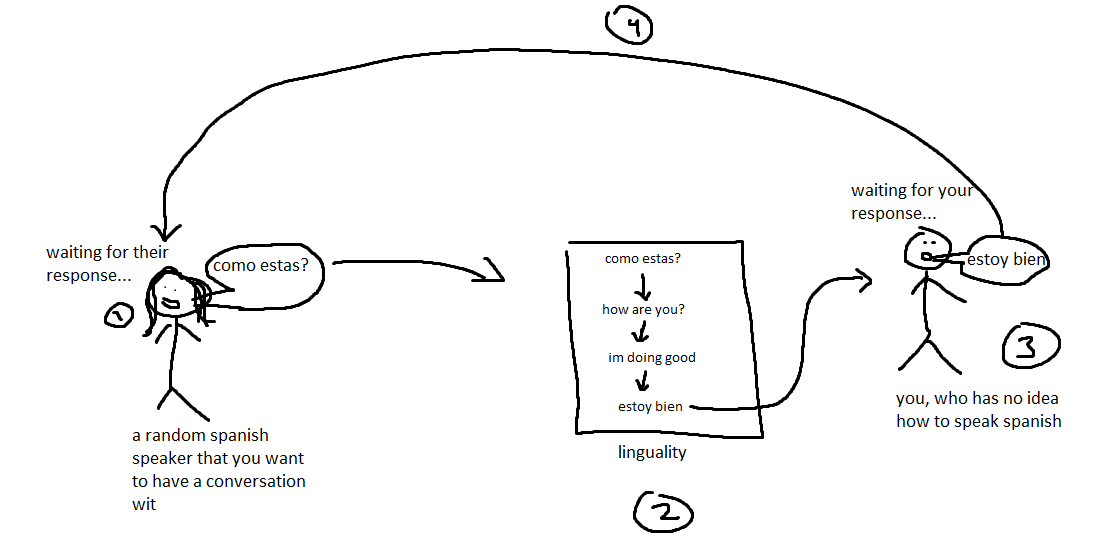 4
waiting for your
response...
waiting for their
response...
como estas?
1
como estas?
how are you?
im doing good
estoy bien
linguality
2
estoy bien
3
you, who has no idea
how to speak spanish
a random spanish
speaker that you want
to have a conversation
wit